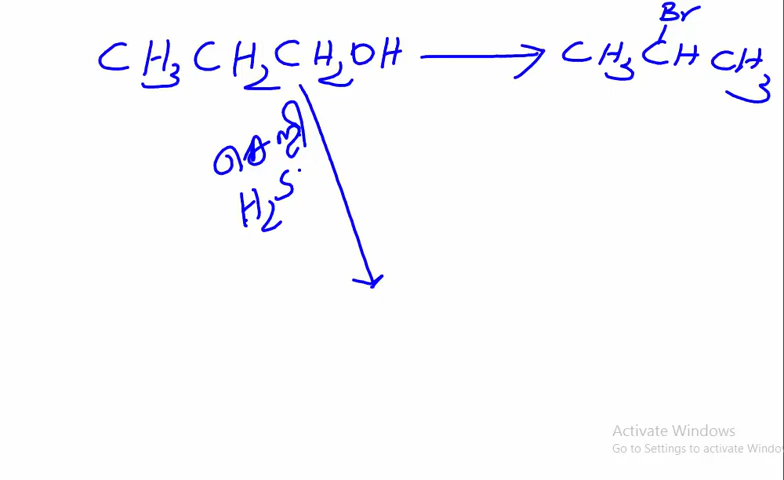 Br
CH₃CH₂CH₂OH ⟶ CH₃CHCH₃
H₂S
Activate Windows
Go to Settings to activate Windo